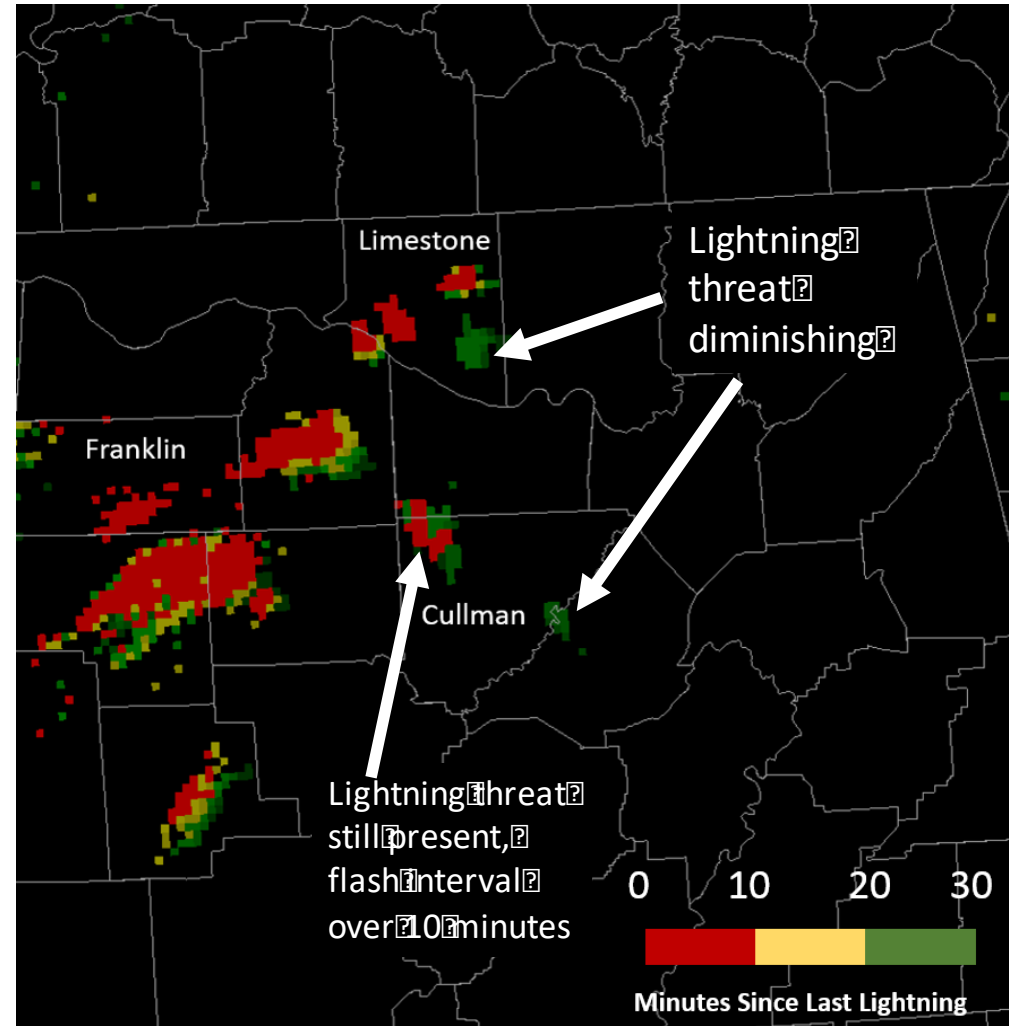 Limestone
Lightning�
threat�
diminishing�
Franklin
Cullman
Lightning�threat�
still�present,�
flash�interval�
over�10�minutes
0 10 20 30
Minutes Since Last Lightning